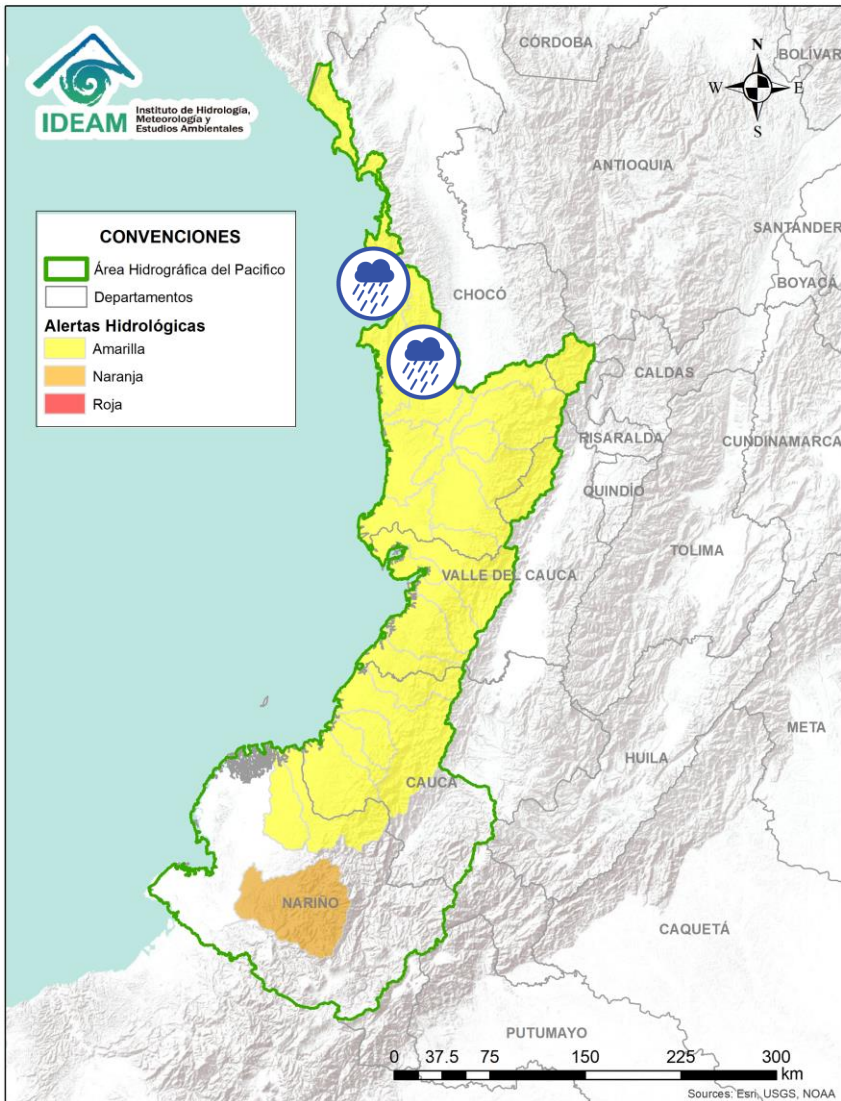 IDEAM
Instituto de Hidrología,
Meteorología y
Estudios Ambientales
CÓRDOBA
BOLÍVAR
N
W
E
S
ANTIOQUIA
SANTANDER
CONVENCIONES
Área Hidrográfica del Pacifico
Departamentos
Alertas Hidrológicas
Amarilla
Naranja
Roja
BOYACÁ
CHOCÓ
CALDAS
RISARALDA
CUNDINAMARCA
QUINDÍO
TOLIMA
VALLE DEL CAUCA
META
HUILA
CAUCA
NARIÑO
CAQUETÁ
PUTUMAYO
0 37.5 75 150 225 300
km
Sources: Esri, USGS, NOAA